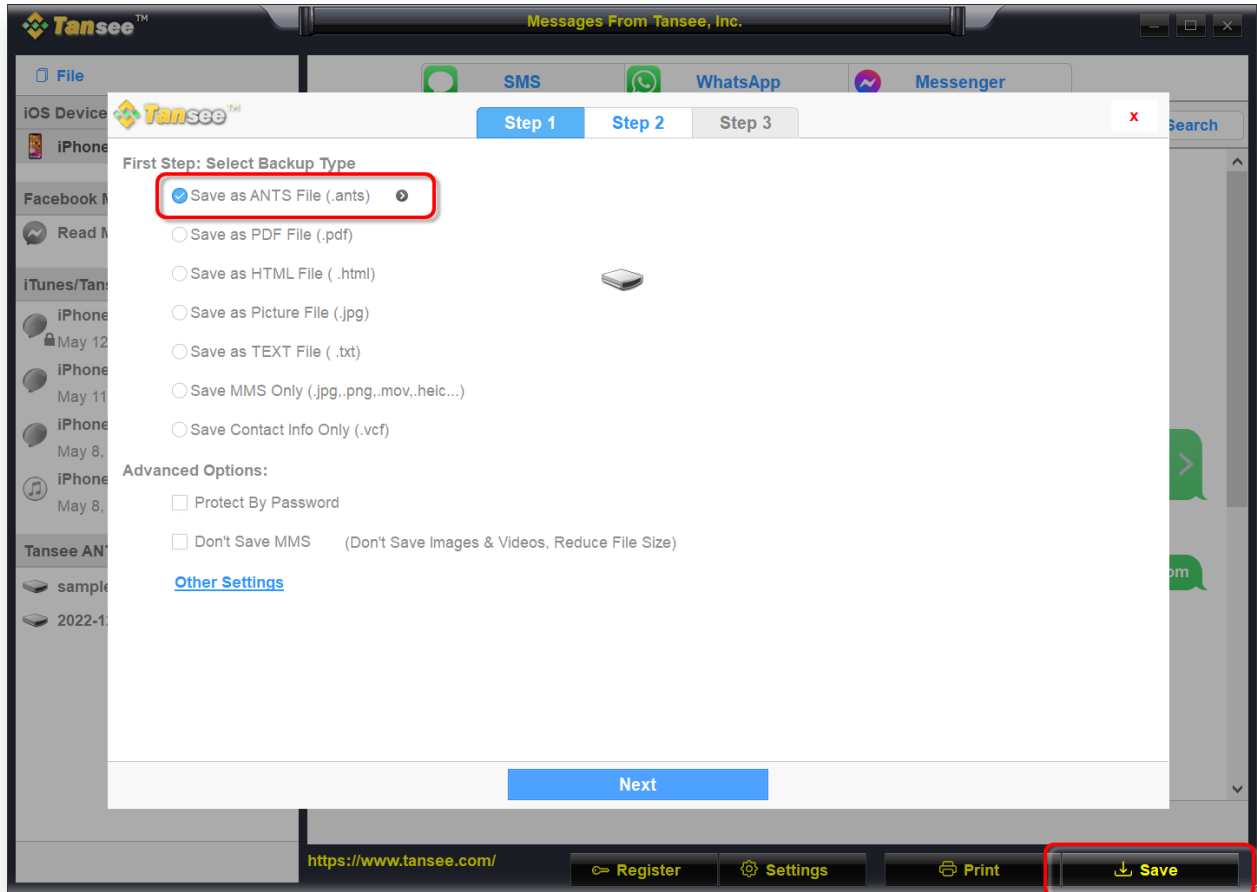 Tansee™
Messages From Tansee, Inc.
File
SMS
WhatsApp
Messenger
iOS Device
Tansee™
Step 1
Step 2
Step 3
x
Search
iPhone
First Step: Select Backup Type
Facebook
Save as ANTS File (.ants)
Read
Save as PDF File (.pdf)
iTunes/Tans
Save as HTML File ( .html)
iPhone
Save as Picture File (.jpg)
May 12
Save as TEXT File ( .txt)
iPhone
May 11
Save MMS Only (.jpg,.png,.mov,.heic...)
iPhone
Save Contact Info Only (.vcf)
May 8,
Advanced Options:
iPhone
May 8,
Protect By Password
Don't Save MMS (Don't Save Images & Videos, Reduce File Size)
Tansee AN
Other Settings
sample
om
2022-1
Next
https://www.tansee.com/
Register
Settings
Print
Save